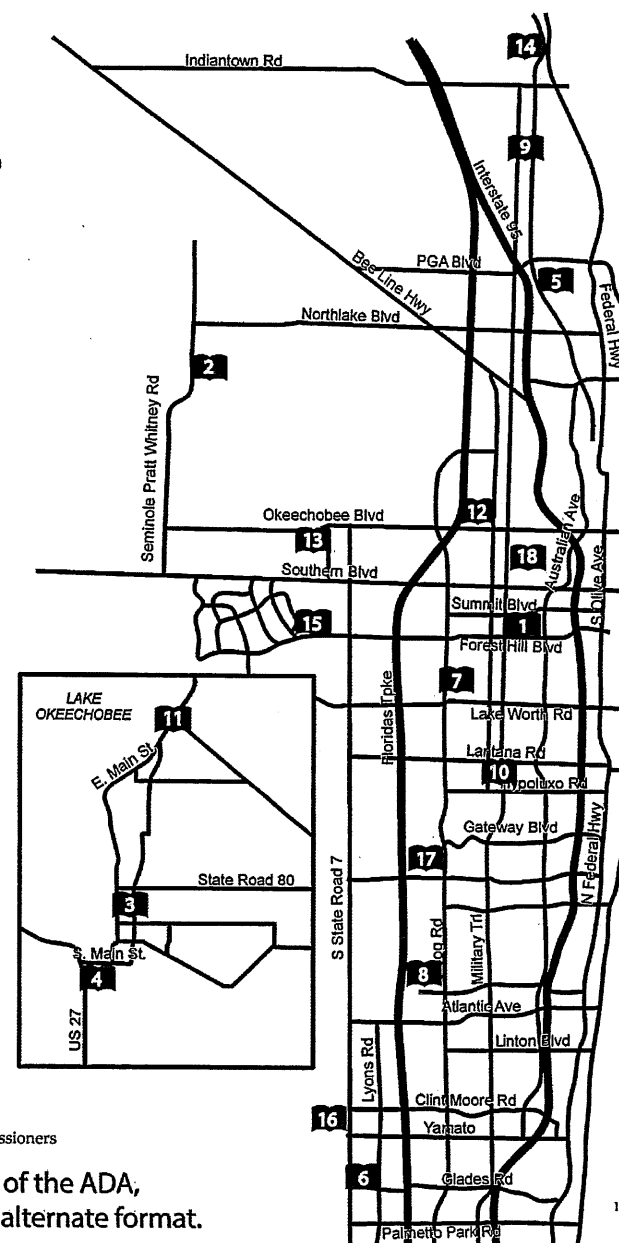 14
Indiantown Rd
9
Interstate 95
PGA Blvd
5
Bee Line Hwy
Federal Hwy
Northlake Blvd
2
Seminole Pratt Whitney Rd
12
Okeechobee Blvd
13
Australian Ave
18
Southern Blvd
S Olive Ave
Summit Blvd
1
15
Forest Hill Blvd
7
LAKE
OKEECHOBEE
11
Floridas Tpke
Lake Worth Rd
Lantana Rd
E. Main St.
10
Hypoluxo Rd
Gateway Blvd
N Federal Hwy
17
State Road 80
3
S State Road 7
Jog Rd
Military Trl
S. Main St.
4
8
Atlantic Ave
US 27
Linton Blvd
Lyons Rd
Clint Moore Rd
16
Yamato
ssioners
6
Glades Rd
of the ADA,
alternate format.
1
Palmetto Park Rd